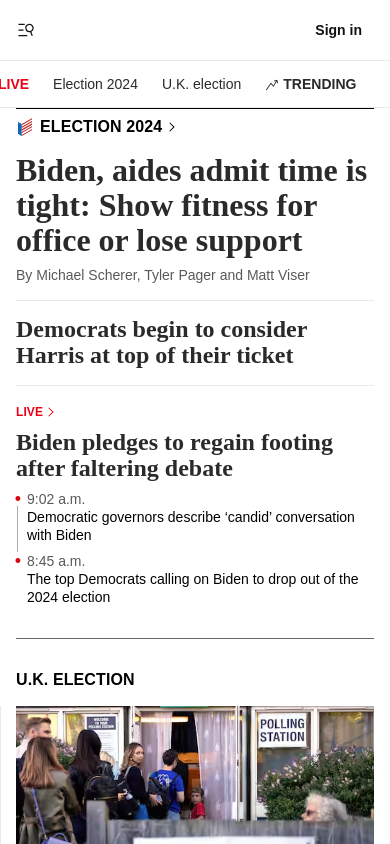 Sign in
LIVE
Election 2024
U.K. election
TRENDING
ELECTION 2024
Biden, aides admit time is
tight: Show fitness for
office or lose support
By Michael Scherer, Tyler Pager and Matt Viser
Democrats begin to consider
Harris at top of their ticket
LIVE
Biden pledges to regain footing
after faltering debate
9:02 a.m.
Democratic governors describe ‘candid’ conversation
with Biden
8:45 a.m.
The top Democrats calling on Biden to drop out of the
2024 election
U.K. ELECTION
WELCOME
POLLING
STATION